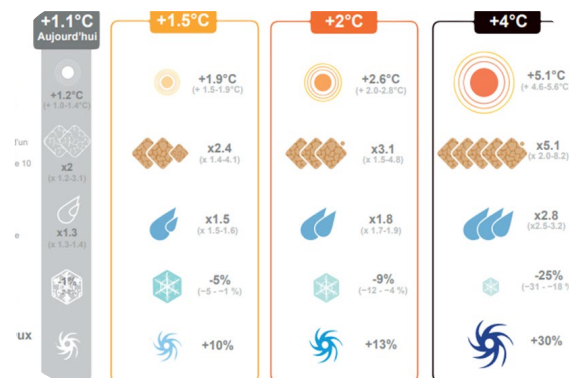 +1.1°C +1.5°C +2°C +4°C
Aujourd'hui
+1.2°C +1.9°C +2.6°C +5.1°C
(+ 1.0-1.4°C) (+ 1.5-1.9°C) (+ 2.0-2.8°C) (+ 4.6-5.6°C)
l'un
e 10
x2 x2.4 x3.1 x5.1
(x 1.2-3.1) (x 1.4-4.1) (x 1.5-4.8) (x 2.0-8.2)
e
x1.3 x1.5 x1.8 x2.8
(x 1.3-1.4) (x 1.5-1.6) (x 1.7-1.9) (x2.5-3.2)
-1% -5% -9% -25%
(−5 - −1 %) (−12 - −4 %) (−31 - −18 %
ux
+10% +13% +30%